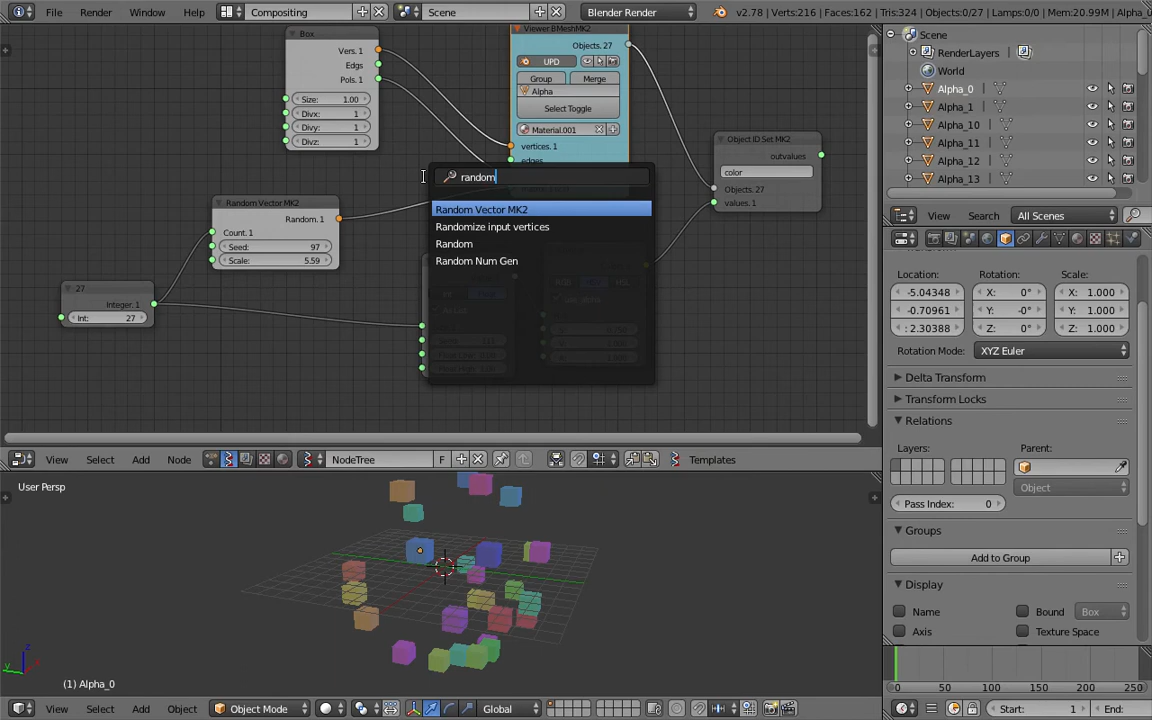 File Render Window Help Compositing Scene Blender Render v2.78 | Verts:216 | Faces:162 | Tris:324 | Objects:0/27 | Lamps:0/0 | Mem:20.99M | Alpha_0
Box
Vers. 1
Edgs
Pols. 1
Size: 1.00
Divx: 1
Divy: 1
Divz: 1
Viewer BMeshMK2
Objects. 27
UPD
Group Merge
Alpha
Select Toggle
Material.001
vertices. 1
edges
Object ID Set MK2
outvalues
color
Objects. 27
values. 1
Random Vector MK2
Random. 1
Count. 1
Seed: 97
Scale: 5.59
27
Integer. 1
Int: 27
random
Random Vector MK2
Randomize input vertices
Random
Random Num Gen
View Select Add Node NodeTree F Templates
User Persp
(1) Alpha_0
View Select Add Object Object Mode Global
Scene
RenderLayers
World
Alpha_0
Alpha_1
Alpha_10
Alpha_11
Alpha_12
Alpha_13
View Search All Scenes
Location: Rotation: Scale:
-5.04348 X: 0° X: 1.000
-0.70961 Y: -0° Y: 1.000
: 2.30388 Z: 0° Z: 1.000
Rotation Mode: XYZ Euler
Delta Transform
Transform Locks
Relations
Layers: Parent:
Object
Pass Index: 0
Groups
Add to Group
Display
Name Bound Box
Axis Texture Space
0 50 100 150 200 250
Start: 1 End: